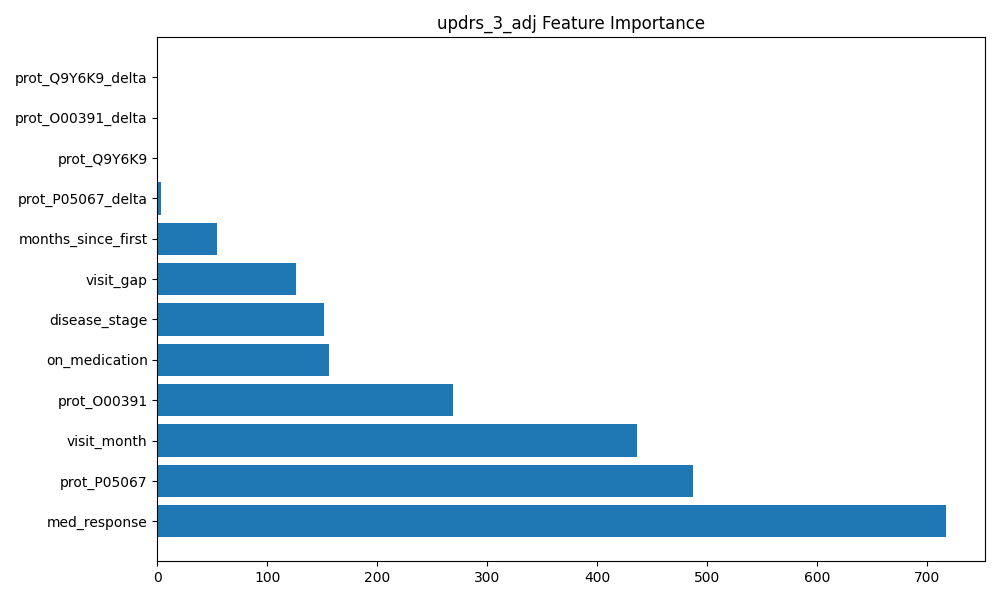 updrs_3_adj Feature Importance
prot_Q9Y6K9_delta
prot_O00391_delta
prot_Q9Y6K9
prot_P05067_delta
months_since_first
visit_gap
disease_stage
on_medication
prot_O00391
visit_month
prot_P05067
med_response
0 100 200 300 400 500 600 700